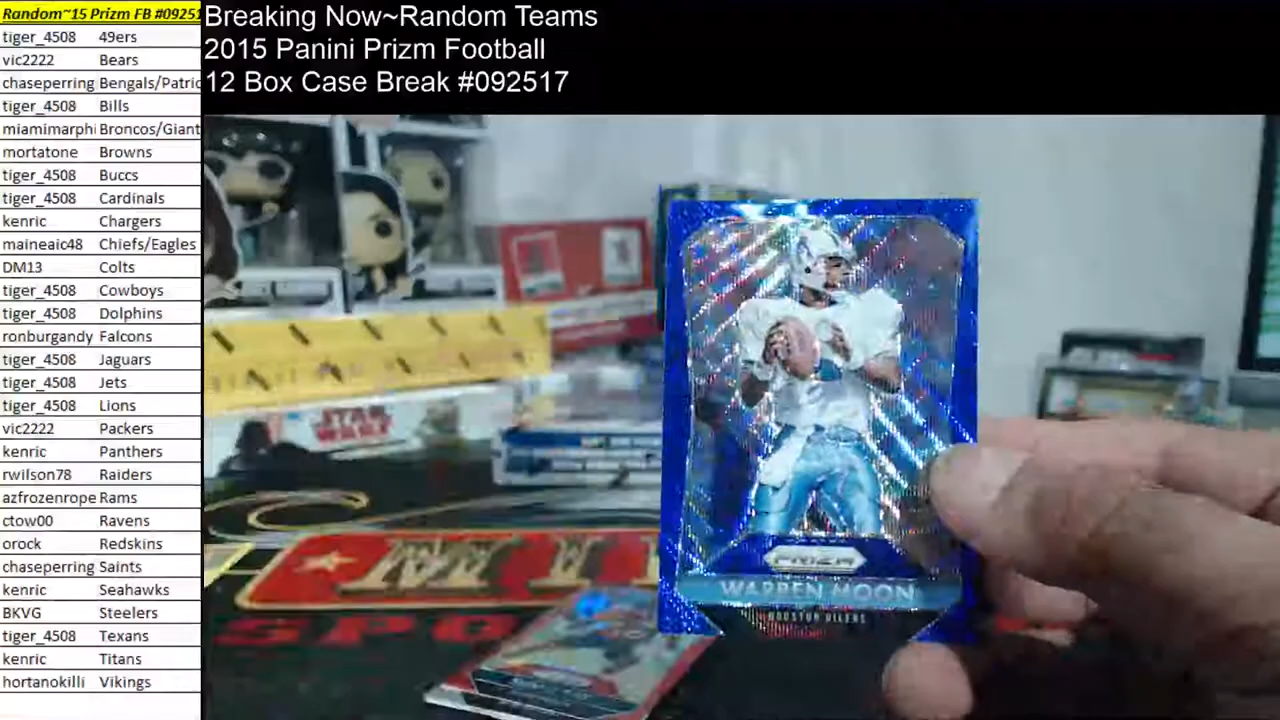 Random~15 Prizm FB #09251
tiger_4508 49ers
vic2222 Bears
chaseperring Bengals/Patric
tiger_4508 Bills
miamimarphi Broncos/Giant
mortatone Browns
tiger_4508 Buccs
tiger_4508 Cardinals
kenric Chargers
maineaic48 Chiefs/Eagles
DM13 Colts
tiger_4508 Cowboys
tiger_4508 Dolphins
ronburgandy Falcons
tiger_4508 Jaguars
tiger_4508 Jets
tiger_4508 Lions
vic2222 Packers
kenric Panthers
rwilson78 Raiders
azfrozenrope Rams
ctow00 Ravens
orock Redskins
chaseperring Saints
kenric Seahawks
BKVG Steelers
tiger_4508 Texans
kenric Titans
hortanokilli Vikings
Breaking Now~Random Teams
2015 Panini Prizm Football
12 Box Case Break #092517
STAR
WARS
PRIZM
WARREN MOON
HOUSTON OILERS